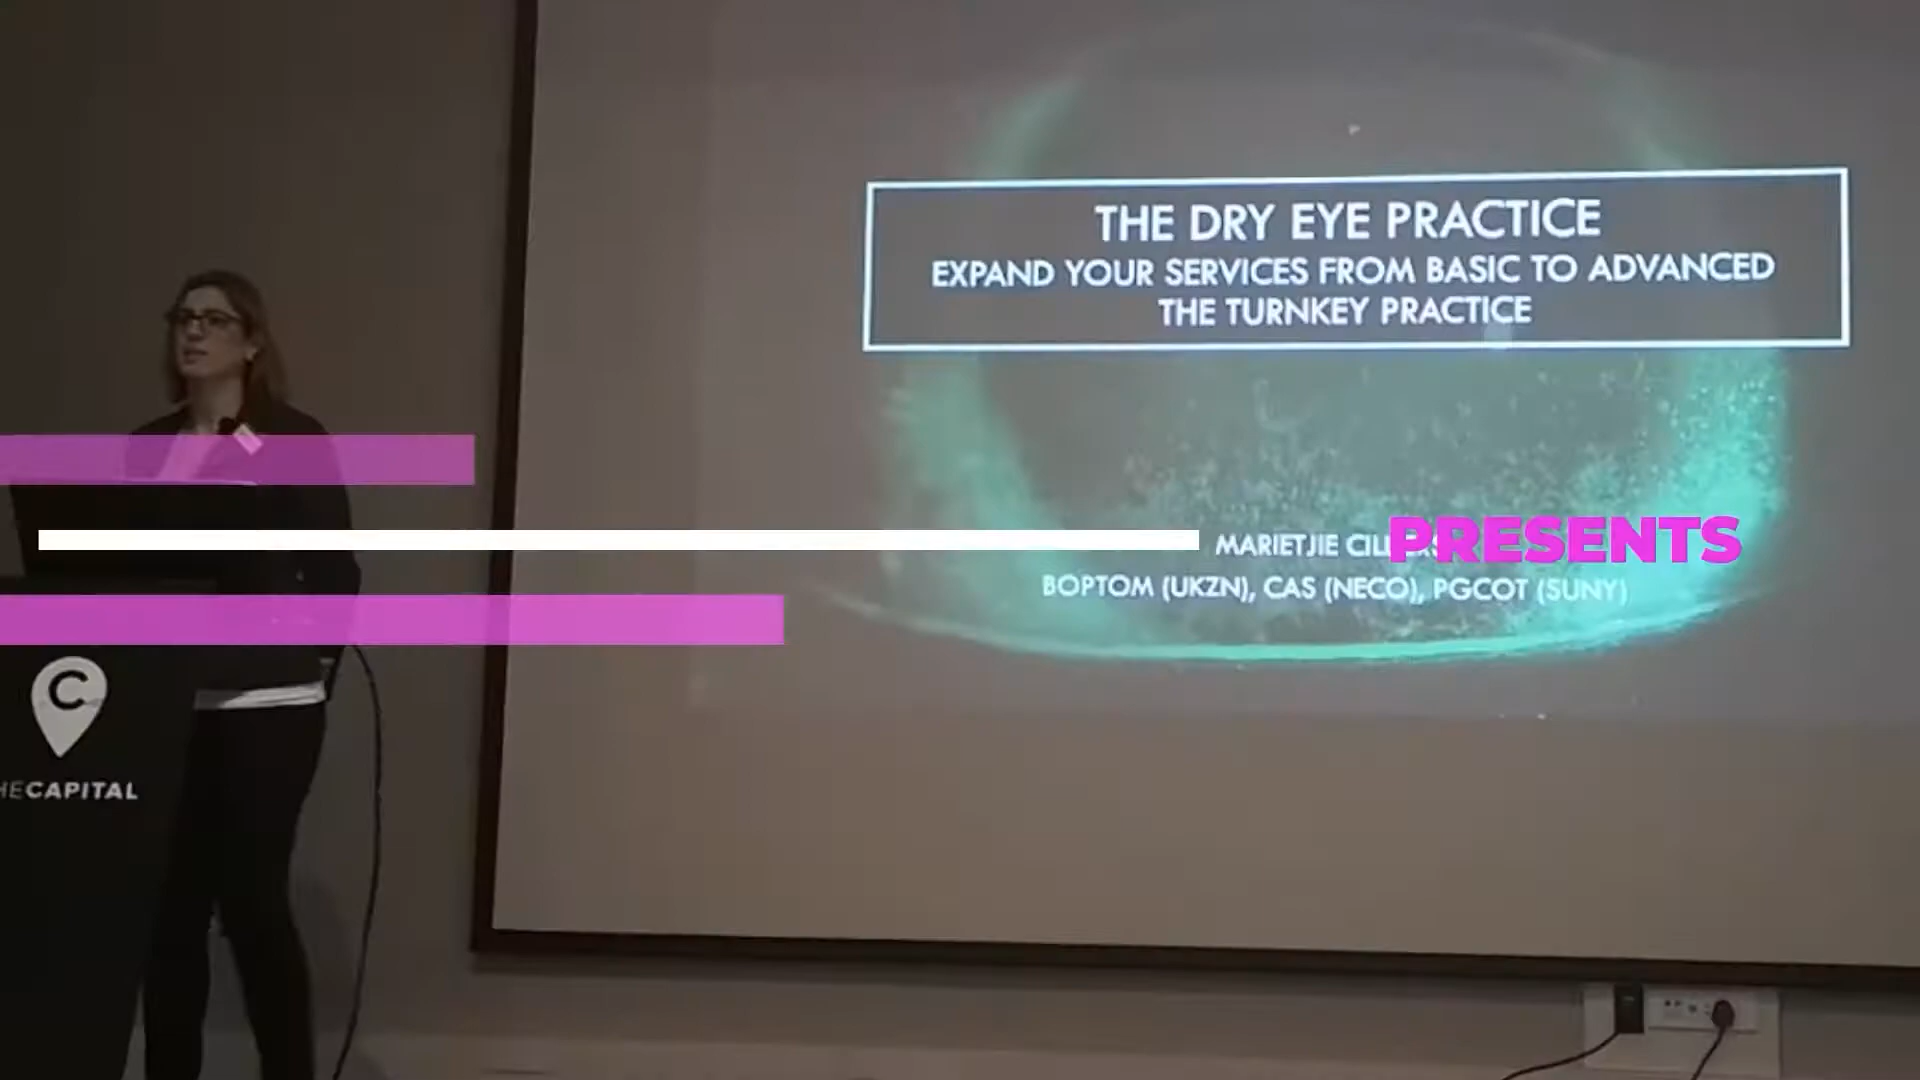 THE DRY EYE PRACTICE
EXPAND YOUR SERVICES FROM BASIC TO ADVANCED
THE TURNKEY PRACTICE
MARIETJIE
PRESENTS
BOPTOM (UKZN), CAS (NECO), PGCOT (SUNY)
C
HECAPITAL